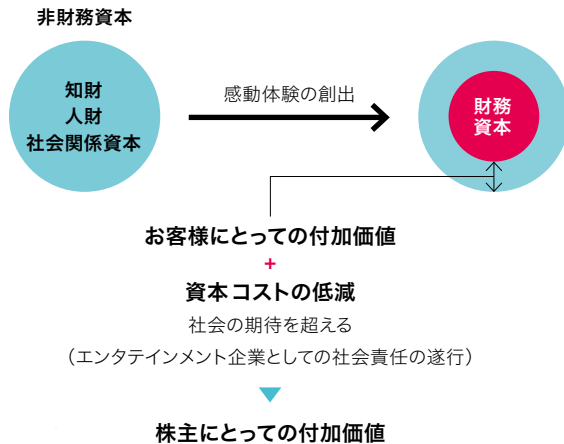 非財務資本
知財
人財
社会関係資本
感動体験の創出
財務
資本
お客様にとっての付加価値
+
資本コストの低減
社会の期待を超える
（エンタテインメント企業としての社会責任の遂行）
株主にとっての付加価値